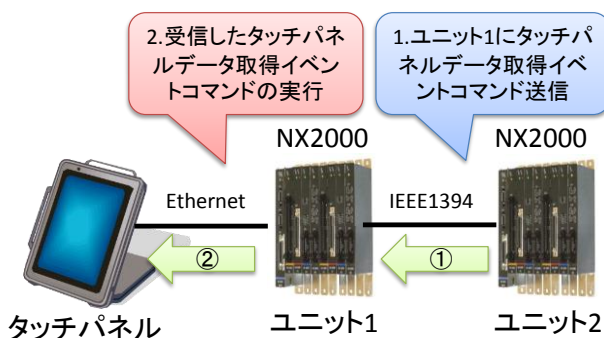 2.受信したタッチパネ
ルデータ取得イベン
トコマンドの実行
1.ユニット1にタッチパ
ネルデータ取得イベ
ントコマンド送信
NX2000
NX2000
Ethernet
IEEE1394
②
①
タッチパネル
ユニット1
ユニット2